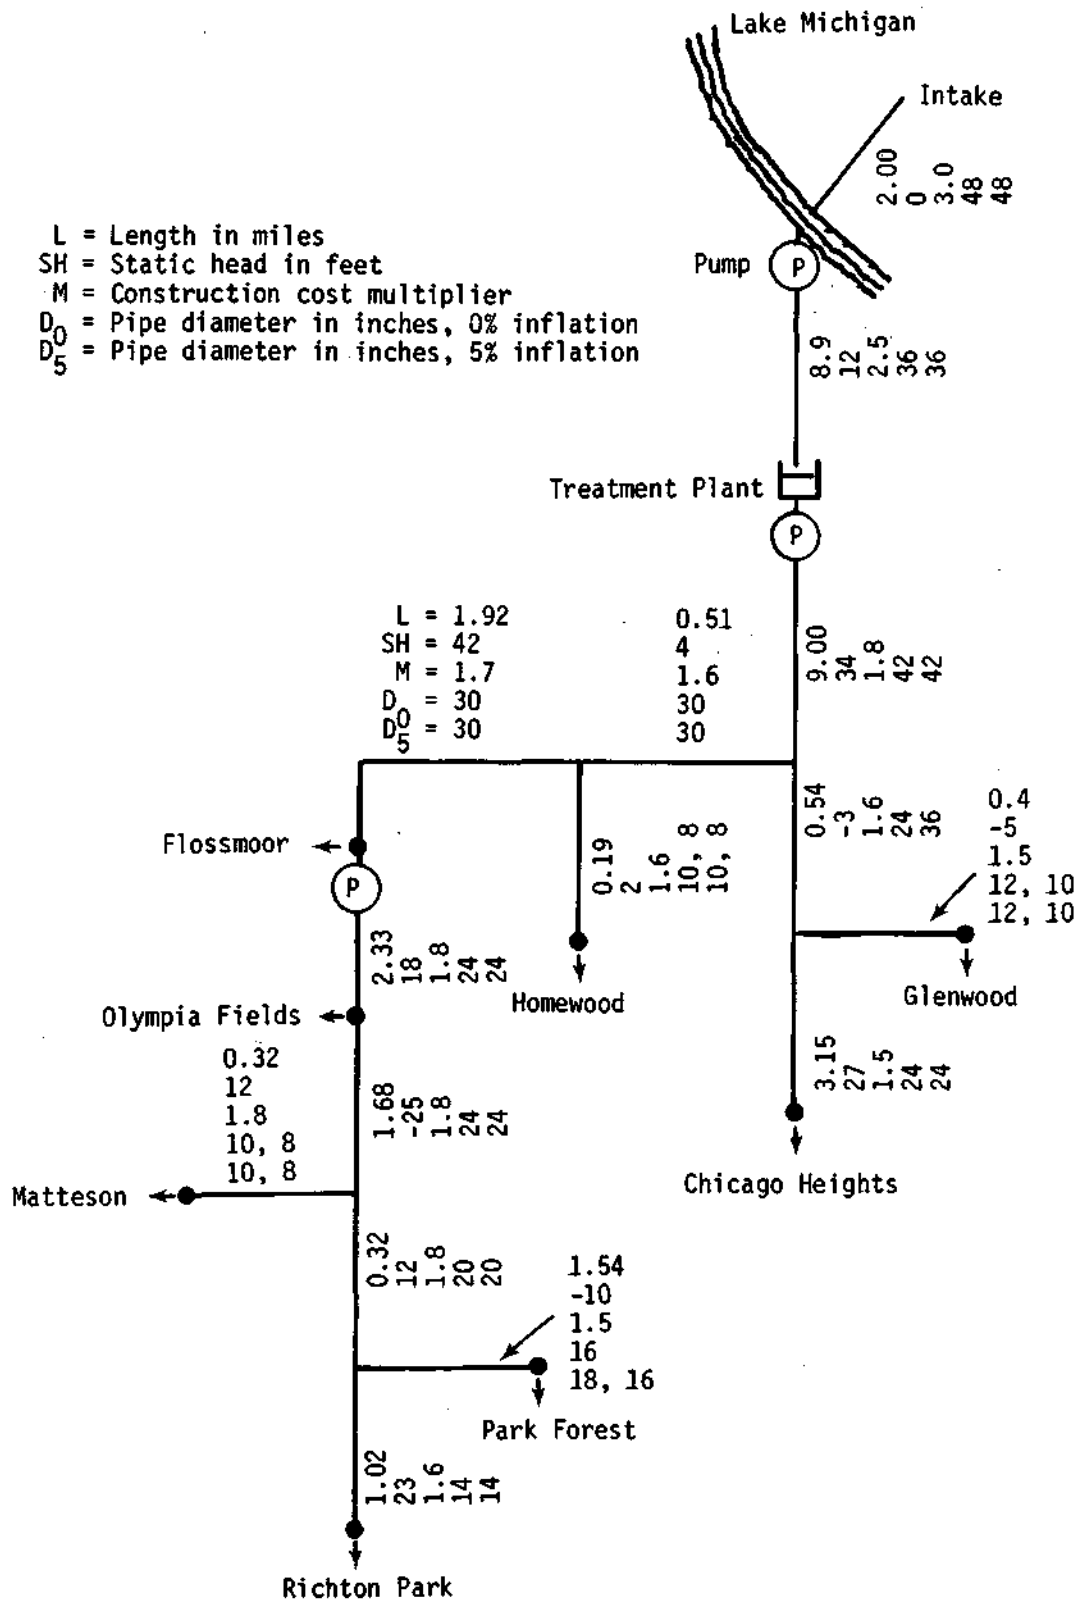 Lake Michigan
Intake
2.00
0
3.0
48
48
L = Length in miles
SH = Static head in feet
M = Construction cost multiplier
D0 = Pipe diameter in inches, 0% inflation
D5 = Pipe diameter in inches, 5% inflation
Pump
P
8.9
12
2.5
36
36
Treatment Plant
P
L = 1.92
SH = 42
M = 1.7
D0 = 30
D5 = 30
0.51
4
1.6
30
30
9.00
34
1.8
42
42
0.54
-3
1.6
24
36
0.4
-5
1.5
12, 10
12, 10
Flossmoor
P
0.19
2
1.6
10, 8
10, 8
Homewood
Glenwood
2.33
18
1.8
24
24
Olympia Fields
0.32
12
1.8
10, 8
10, 8
1.68
-25
1.8
24
24
3.15
27
1.5
24
24
Matteson
Chicago Heights
0.32
12
1.8
20
20
1.54
-10
1.5
16
18, 16
Park Forest
1.02
23
1.6
14
14
Richton Park